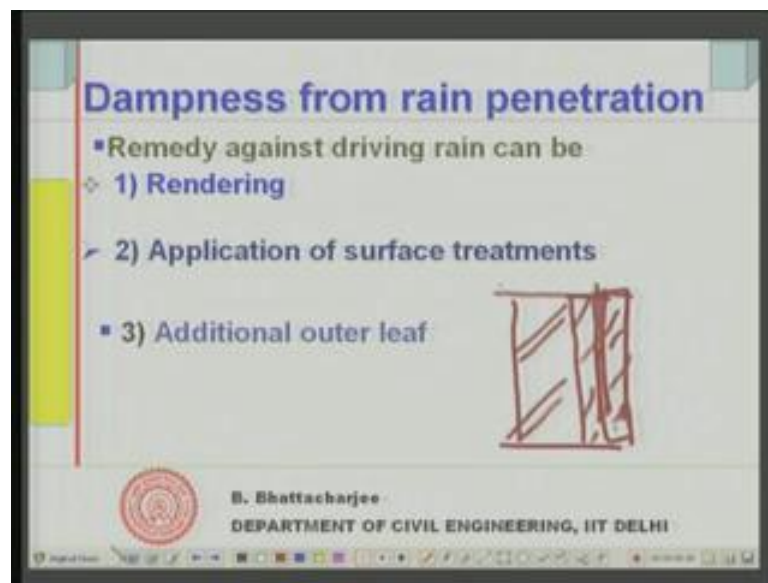 Dampness from rain penetration
Remedy against driving rain can be
1) Rendering
2) Application of surface treatments
3) Additional outer leaf
B. Bhattacharjee
DEPARTMENT OF CIVIL ENGINEERING, IIT DELHI